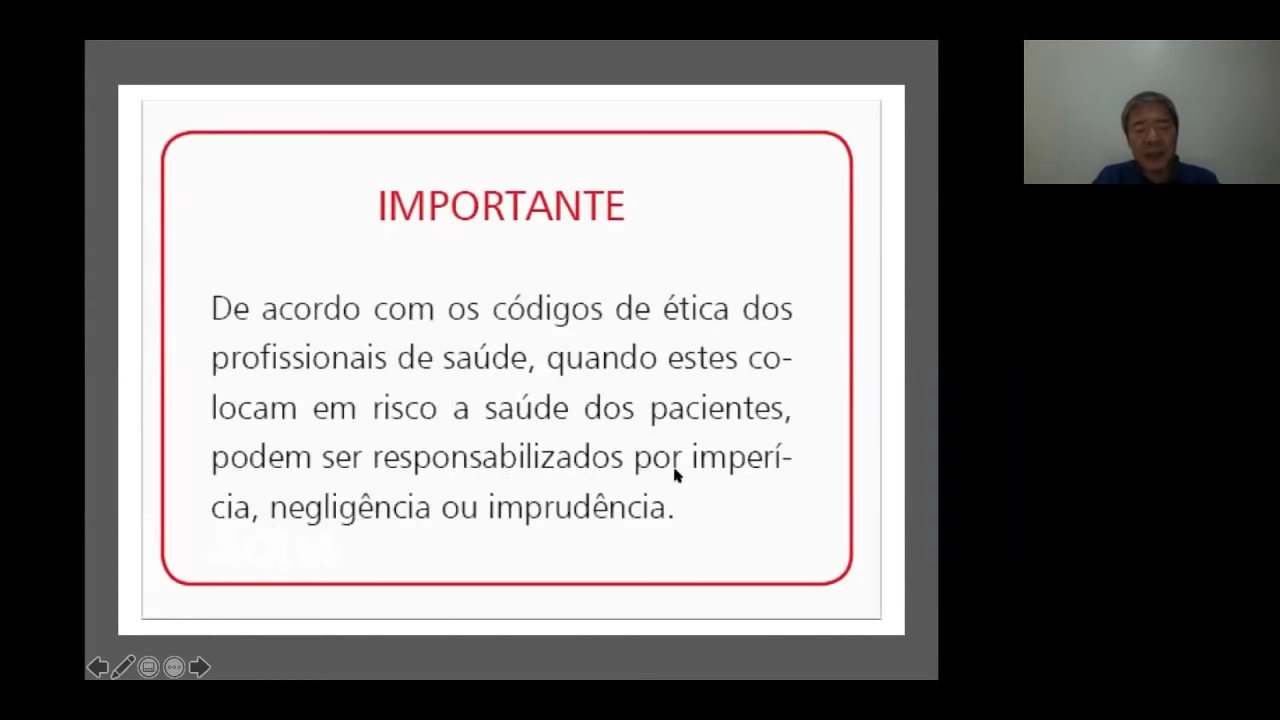 IMPORTANTE
De acordo com os códigos de ética dos
profissionais de saúde, quando estes co-
locam em risco a saúde dos pacientes,
podem ser responsabilizados por imperí-
cia, negligência ou imprudência.